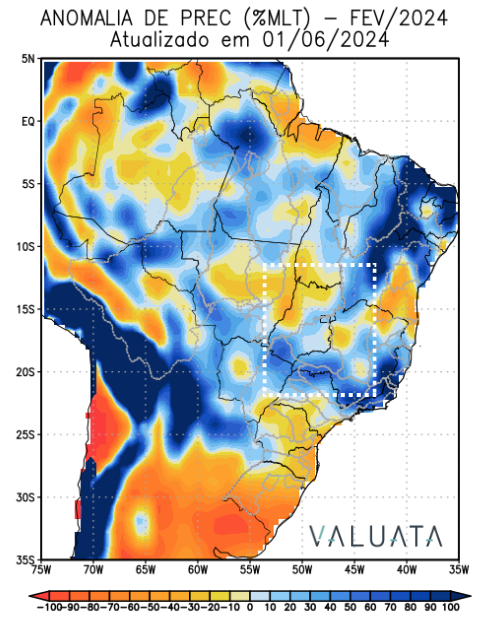 ANOMALIA DE PREC (%MLT) – FEV/2024
Atualizado em 01/06/2024
5N
EQ
5S
10S
15S
20S
25S
30S
35S
VALUATA
75W 70W 65W 60W 55W 50W 45W 40W 35W
-100-90-80-70-60-50-40-30-20-10 0 10 20 30 40 50 60 70 80 90 100